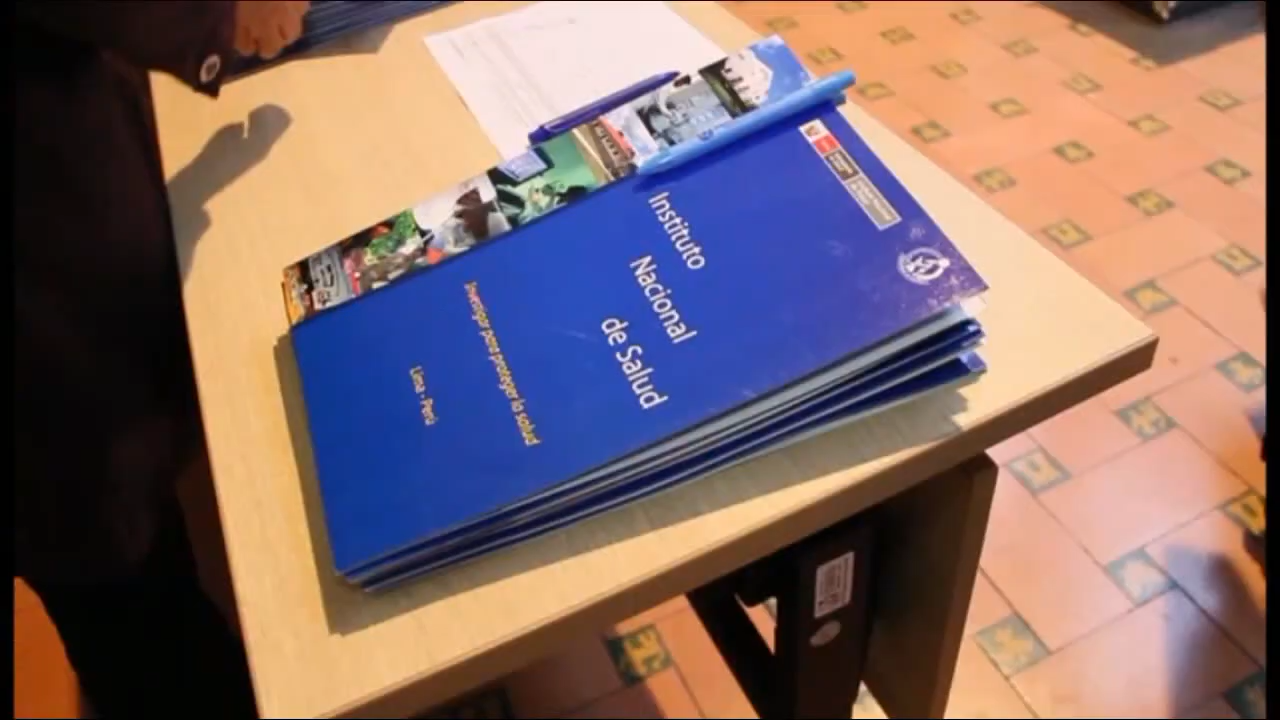 Instituto
Nacional
de Salud
Investigar para proteger la salud
Lima - Perú